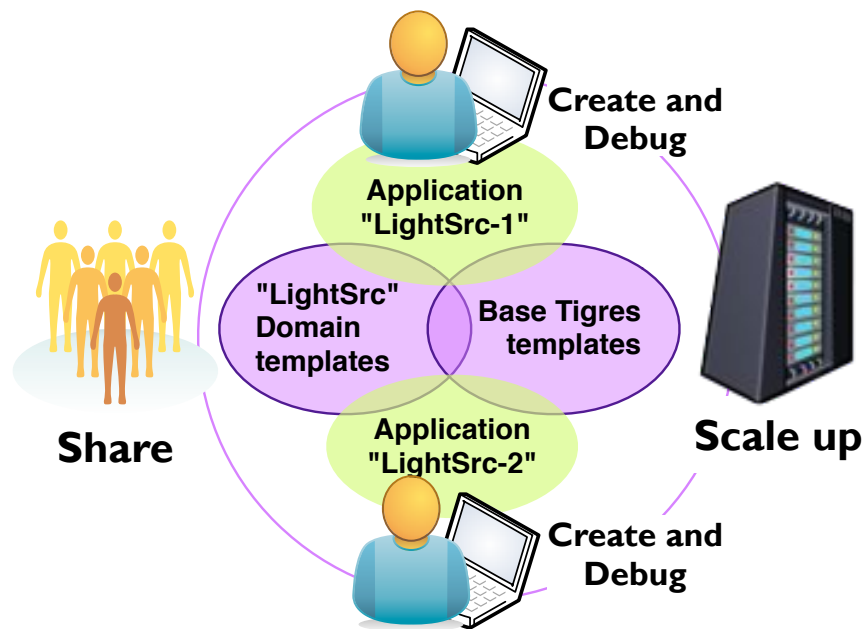 Create and
Debug
Application
"LightSrc-1"
"LightSrc"
Domain
templates
Base Tigres
templates
Share
Scale up
Application
"LightSrc-2"
Create and
Debug